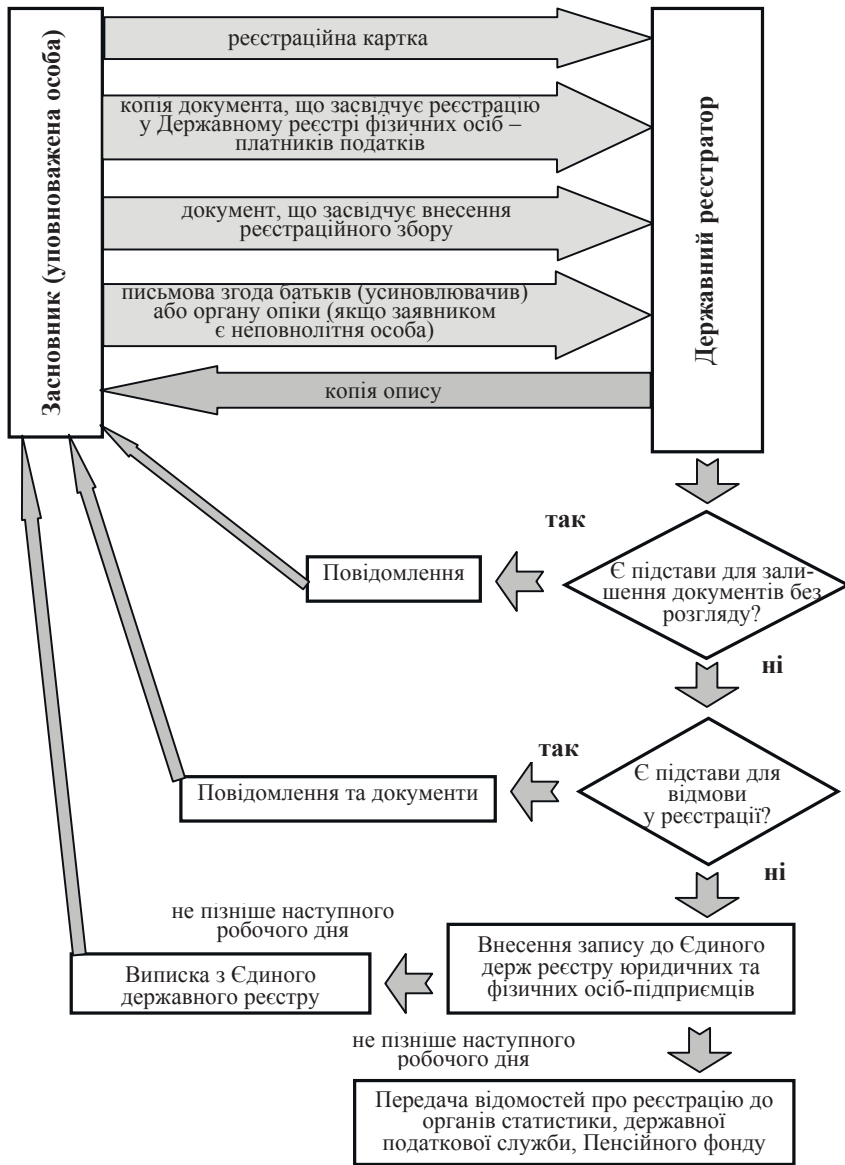 Засновник (уповноважена особа)
реєстраційна картка
копія документа, що засвідчує реєстрацію
у Державному реєстрі фізичних осіб –
платників податків
документ, що засвідчує внесення
реєстраційного збору
письмова згода батьків (усиновлювачив)
або органу опіки (якщо заявником
є неповнолітня особа)
копія опису
Державний реєстратор
так
Повідомлення
Є підстави для зали-
шення документів без
розгляду?
ні
так
Повідомлення та документи
Є підстави для
відмови
у реєстрації?
ні
не пізніше наступного
робочого дня
Виписка з Єдиного
державного реєстру
Внесення запису до Єдиного
держ реєстру юридичних та
фізичних осіб-підприємців
не пізніше наступного
робочого дня
Передача відомостей про реєстрацію до
органів статистики, державної
податкової служби, Пенсійного фонду